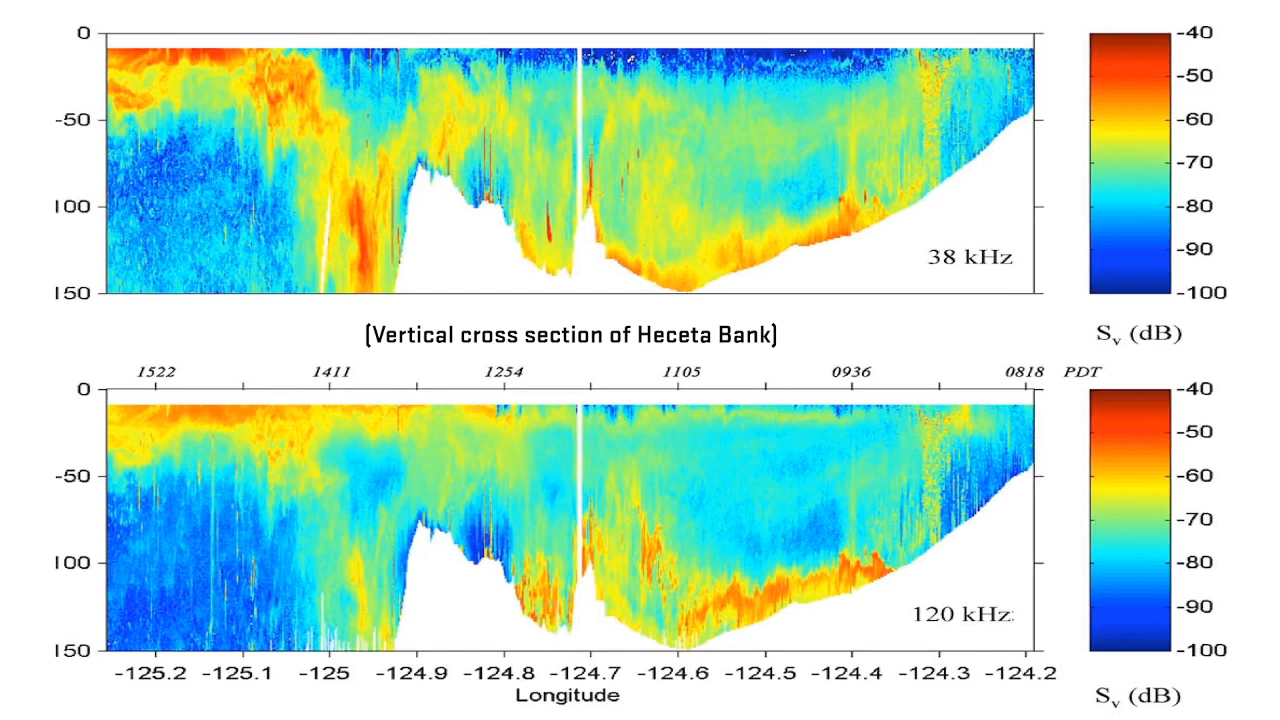 0
-50
100
150
38 kHz
-40
-50
-60
-70
-80
-90
-100
Sv (dB)
(Vertical cross section of Heceta Bank)
1522 1411 1254 1105 0936 0818 PDT
0
-50
100
150
120 kHz
-40
-50
-60
-70
-80
-90
-100
Sv (dB)
-125.2 -125.1 -125 -124.9 -124.8 -124.7 -124.6 -124.5 -124.4 -124.3 -124.2
Longitude